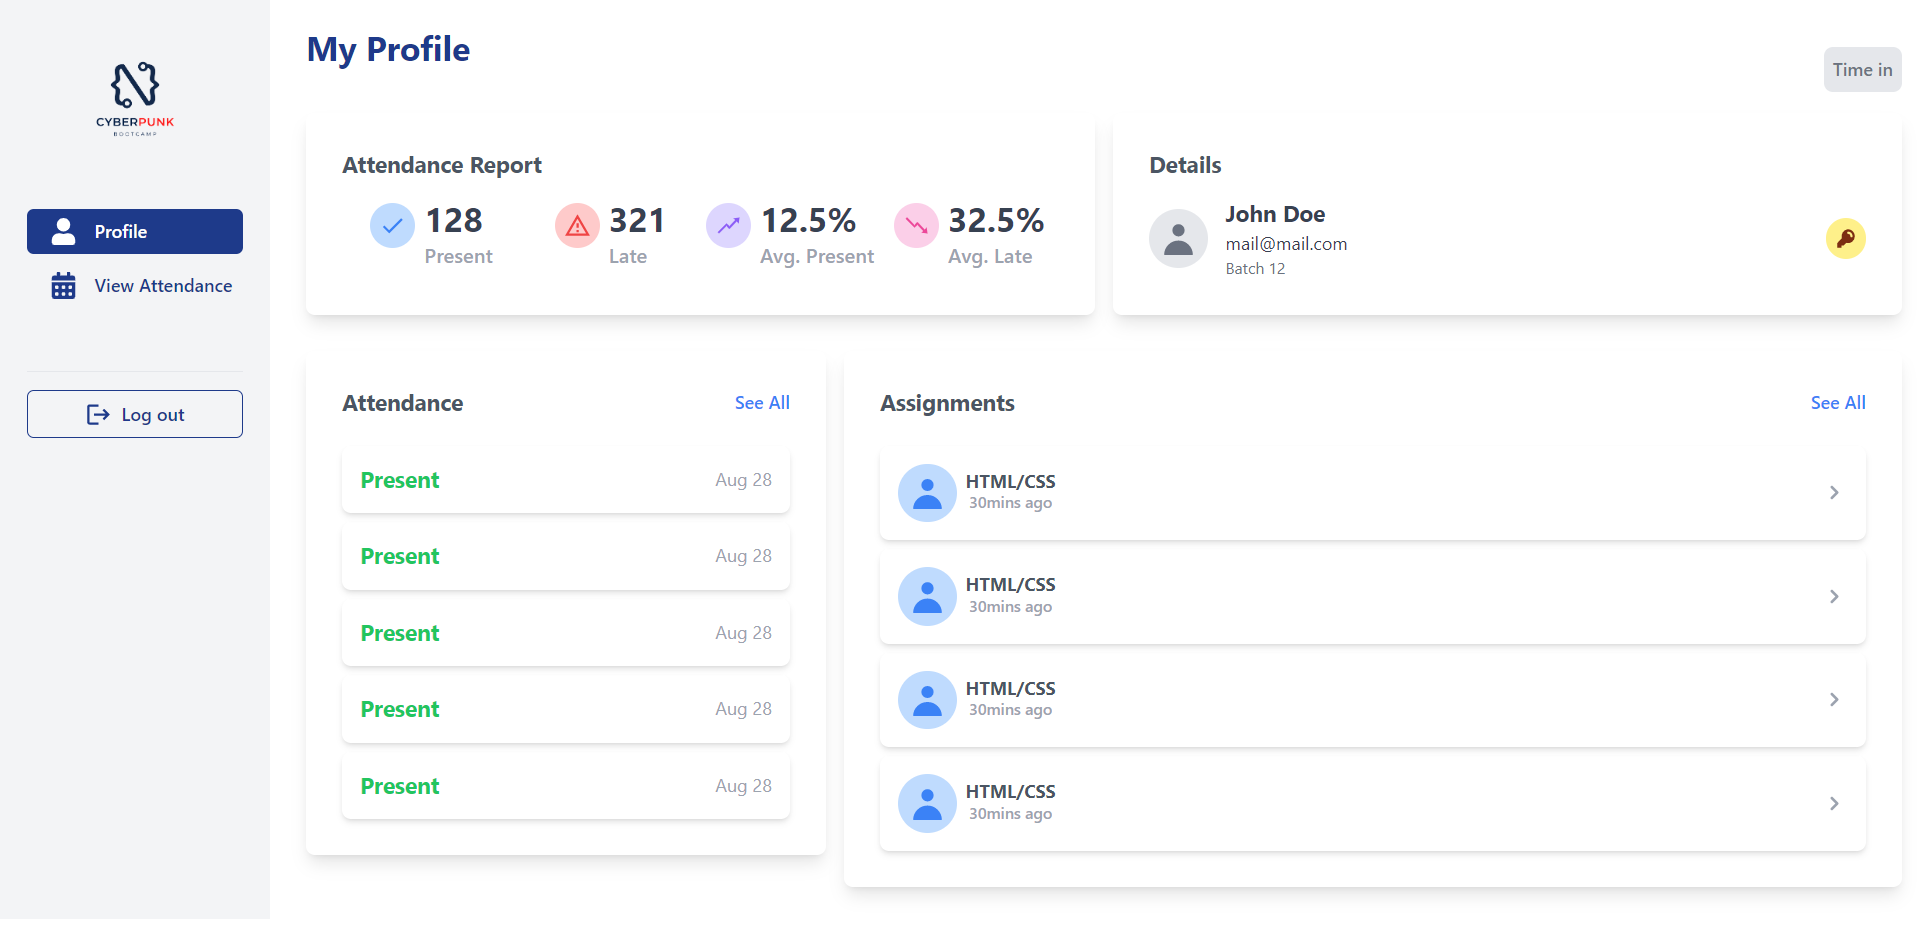 CYBERPUNK
BOOTCAMP
Profile
View Attendance
Log out
My Profile
Time in
Attendance Report
128
Present
321
Late
12.5%
Avg. Present
32.5%
Avg. Late
Details
John Doe
mail@mail.com
Batch 12
Attendance
See All
Present Aug 28
Present Aug 28
Present Aug 28
Present Aug 28
Present Aug 28
Assignments
See All
HTML/CSS
30mins ago
HTML/CSS
30mins ago
HTML/CSS
30mins ago
HTML/CSS
30mins ago